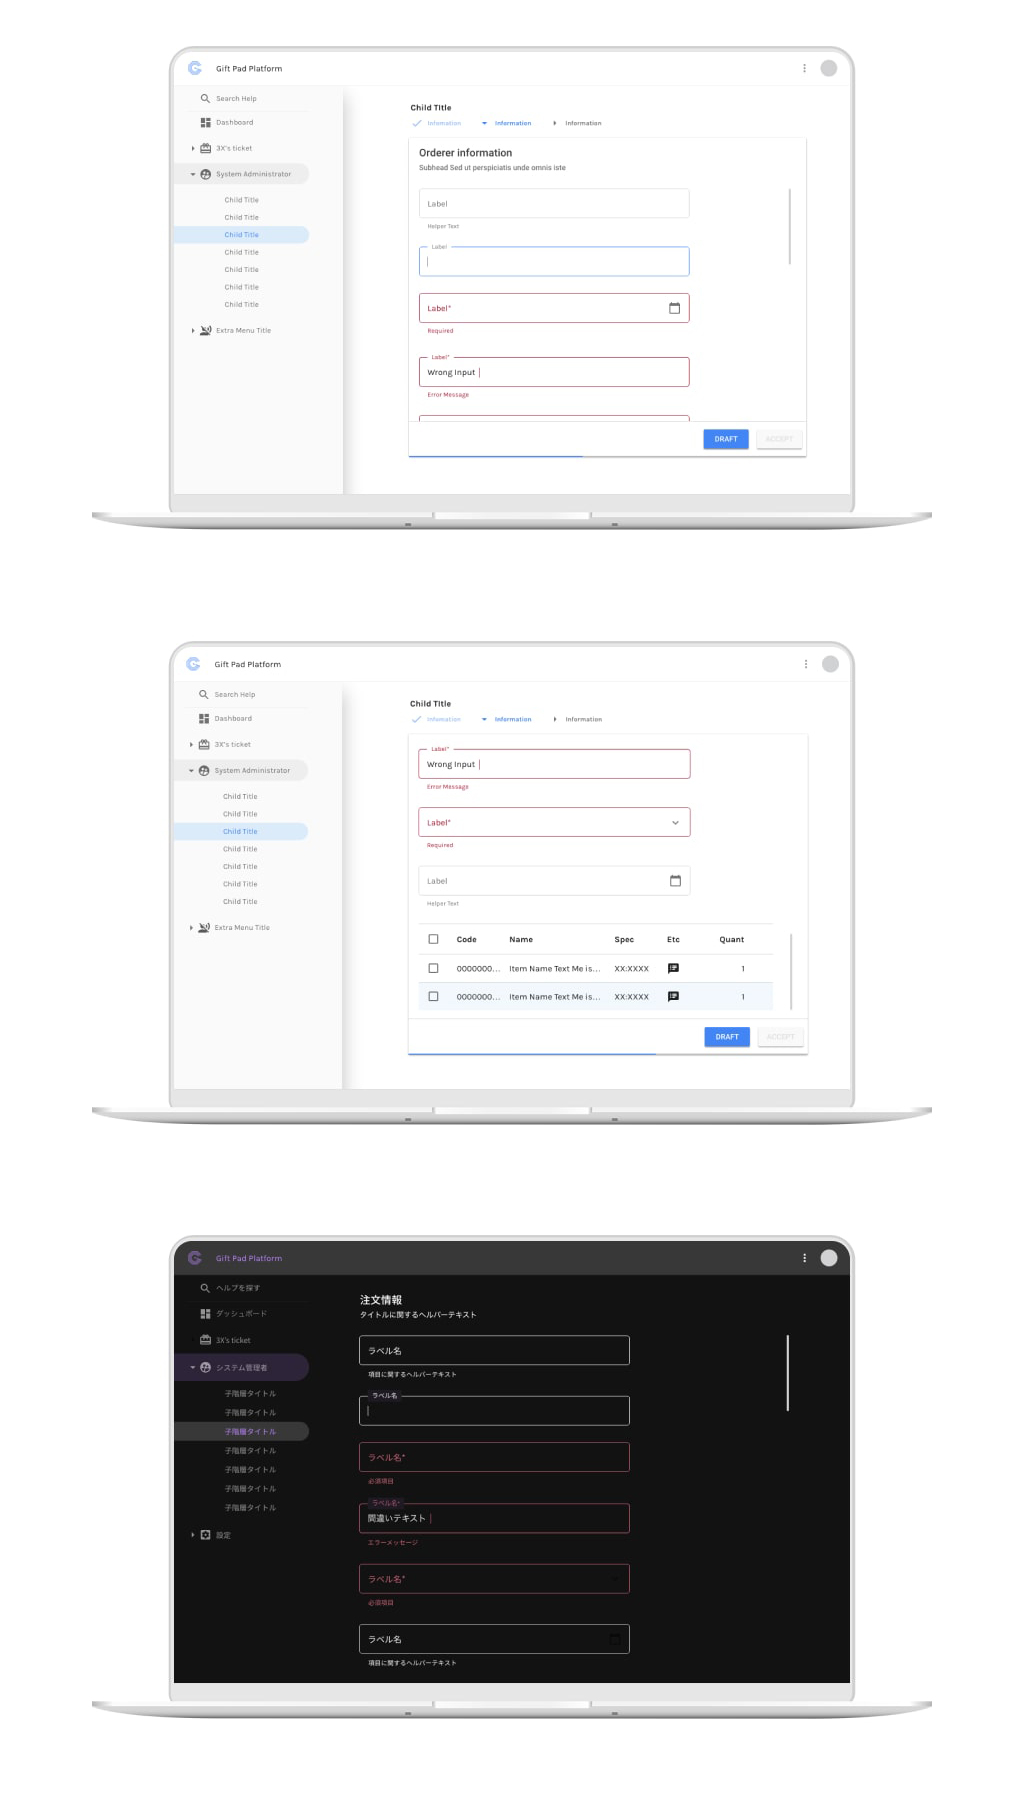 Gift Pad Platform
Search Help
Dashboard
3X's ticket
System Administrator
Child Title
Child Title
Child Title
Child Title
Child Title
Child Title
Child Title
Extra Menu Title
Child TItle
Infomation
Information
Information
Orderer information
Subhead Sed ut perspiciatis unde omnis iste
Label
Helper Text
Label
Label*
Required
Label*
Wrong Input
Error Message
DRAFT
ACCEPT
Gift Pad Platform
Search Help
Dashboard
3X's ticket
System Administrator
Child Title
Child Title
Child Title
Child Title
Child Title
Child Title
Child Title
Extra Menu Title
Child TItle
Infomation
Information
Information
Label*
Wrong Input
Error Message
Label*
Required
Label
Helper Text
Code Name Spec Etc Quant
0000000... Item Name Text Me is... XX:XXXX 1
0000000... Item Name Text Me is... XX:XXXX 1
DRAFT
ACCEPT
Gift Pad Platform
ヘルプを探す
ダッシュボード
3X's ticket
システム管理者
子階層タイトル
子階層タイトル
子階層タイトル
子階層タイトル
子階層タイトル
子階層タイトル
子階層タイトル
設定
注文情報
タイトルに関するヘルパーテキスト
ラベル名
項目に関するヘルパーテキスト
ラベル名
ラベル名*
必須項目
ラベル名*
間違いテキスト
エラーメッセージ
ラベル名*
必須項目
ラベル名
項目に関するヘルパーテキスト